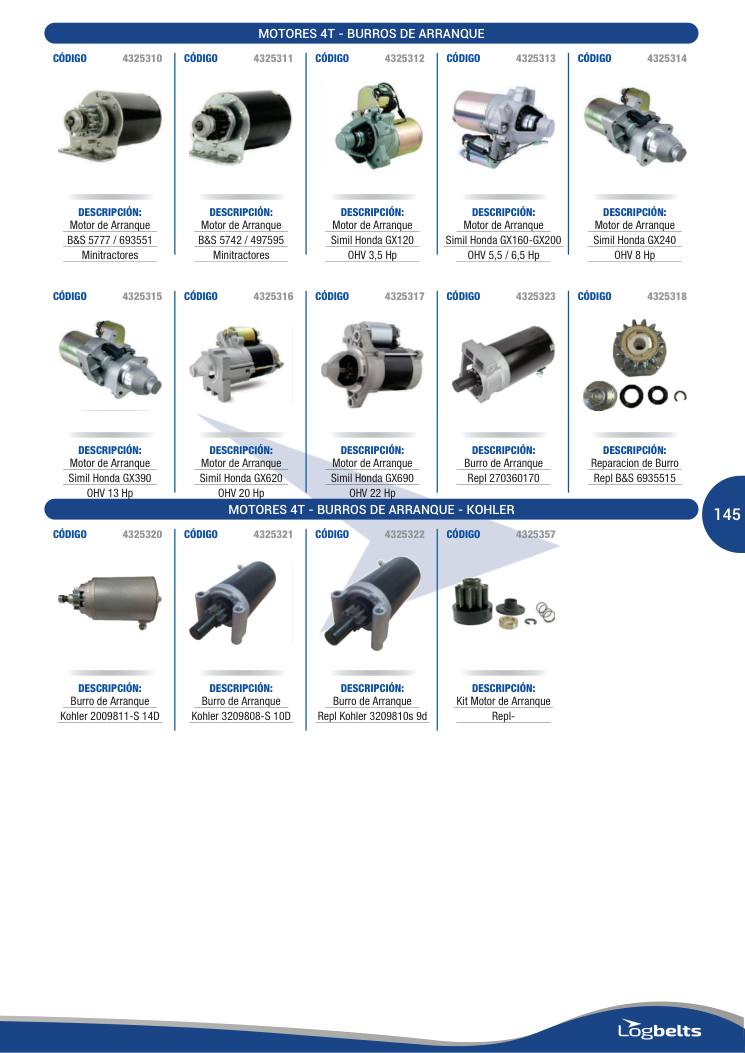 MOTORES 4T - BURROS DE ARRANQUE
CÓDIGO 4325310
DESCRIPCIÓN:
Motor de Arranque
B&S 5777 / 693551
Minitractores
CÓDIGO 4325311
DESCRIPCIÓN:
Motor de Arranque
B&S 5742 / 497595
Minitractores
CÓDIGO 4325312
DESCRIPCIÓN:
Motor de Arranque
Simil Honda GX120
OHV 3,5 Hp
CÓDIGO 4325313
DESCRIPCIÓN:
Motor de Arranque
Simil Honda GX160-GX200
OHV 5,5 / 6,5 Hp
CÓDIGO 4325314
DESCRIPCIÓN:
Motor de Arranque
Simil Honda GX240
OHV 8 Hp
CÓDIGO 4325315
DESCRIPCIÓN:
Motor de Arranque
Simil Honda GX390
OHV 13 Hp
CÓDIGO 4325316
DESCRIPCIÓN:
Motor de Arranque
Simil Honda GX620
OHV 20 Hp
CÓDIGO 4325317
DESCRIPCIÓN:
Motor de Arranque
Simil Honda GX690
OHV 22 Hp
CÓDIGO 4325323
DESCRIPCIÓN:
Burro de Arranque
Repl 270360170
CÓDIGO 4325318
DESCRIPCIÓN:
Reparacion de Burro
Repl B&S 6935515
MOTORES 4T - BURROS DE ARRANQUE - KOHLER
145
CÓDIGO 4325320
DESCRIPCIÓN:
Burro de Arranque
Kohler 2009811-S 14D
CÓDIGO 4325321
DESCRIPCIÓN:
Burro de Arranque
Kohler 3209808-S 10D
CÓDIGO 4325322
DESCRIPCIÓN:
Burro de Arranque
Repl Kohler 3209810s 9d
CÓDIGO 4325357
DESCRIPCIÓN:
Kit Motor de Arranque
Repl-
Logbelts